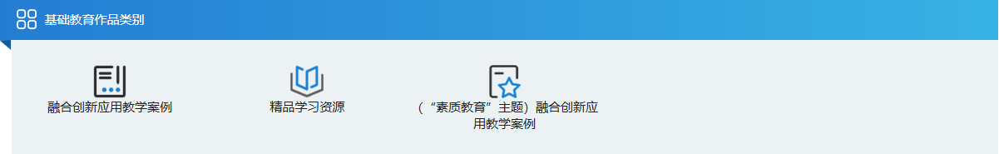 基础教育作品类别
融合创新应用教学案例
精品学习资源
（“素质教育”主题）融合创新应
用教学案例